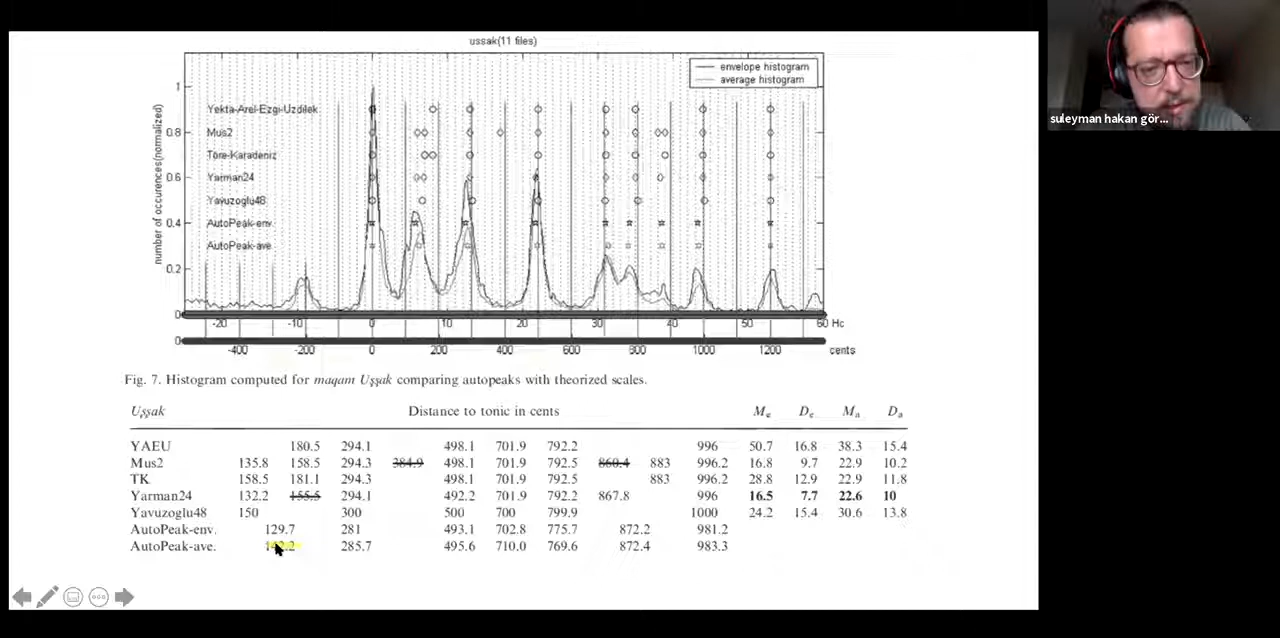 ussak(11 files)
envelope histogram
average histogram
number of occurences(normalized)
1
0.8
0.6
0.4
0.2
0
0
Yekta-Arel-Ezgi-Uzdilek
Mus2
Töre-Karadeniz
Yarman24
Yavuzoglu48
AutoPeak-env.
AutoPeak-ave.
-20 -10 0 10 20 30 40 50 60 Hc
-400 -200 0 200 400 600 800 1000 1200 cents
Fig. 7. Histogram computed for maqam Uşşak comparing autopeaks with theorized scales.
Uşşak Distance to tonic in cents Me De Ma Da
YAEU 180.5 294.1 498.1 701.9 792.2 996 50.7 16.8 38.3 15.4
Mus2 135.8 158.5 294.3 384.9 498.1 701.9 792.5 860.4 883 996.2 16.8 9.7 22.9 10.2
TK 158.5 181.1 294.3 498.1 701.9 792.5 883 996.2 28.8 12.9 22.9 11.8
Yarman24 132.2 155.5 294.1 492.2 701.9 792.2 867.8 996 16.5 7.7 22.6 10
Yavuzoglu48 150 300 500 700 799.9 1000 24.2 15.4 30.6 13.8
AutoPeak-env. 129.7 281 493.1 702.8 775.7 872.2 981.2
AutoPeak-ave. 285.7 495.6 710.0 769.6 872.4 983.3
suleyman hakan gör...